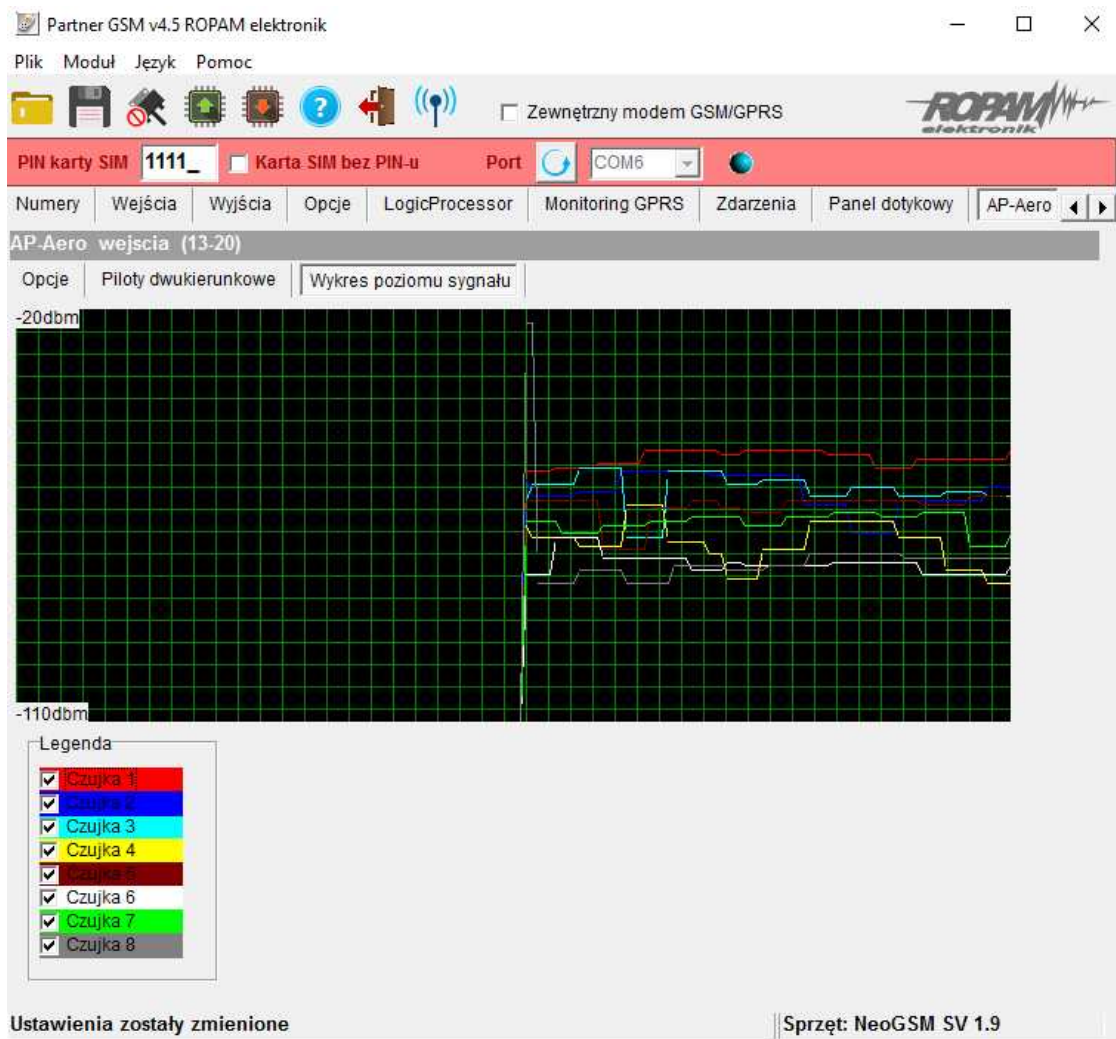 Partner GSM v4.5 ROPAM elektronik
Plik Moduł Język Pomoc
Zewnętrzny modem GSM/GPRS
ROPAM elektronik
PIN karty SIM 1111_ Karta SIM bez PIN-u Port COM6
Numery Wejścia Wyjścia Opcje LogicProcessor Monitoring GPRS Zdarzenia Panel dotykowy AP-Aero
AP-Aero wejscia (13-20)
Opcje Piloty dwukierunkowe Wykres poziomu sygnału
-20dbm
-110dbm
Legenda
Czujka 1
Czujka 2
Czujka 3
Czujka 4
Czujka 5
Czujka 6
Czujka 7
Czujka 8
Ustawienia zostały zmienione
Sprzęt: NeoGSM SV 1.9